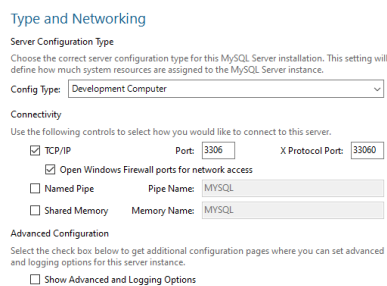 Type and Networking
Server Configuration Type
Choose the correct server configuration type for this MySQL Server installation. This setting will
define how much system resources are assigned to the MySQL Server instance.
Config Type: Development Computer
Connectivity
Use the following controls to select how you would like to connect to this server.
TCP/IP Port: 3306 X Protocol Port: 33060
Open Windows Firewall ports for network access
Named Pipe Pipe Name: MYSQL
Shared Memory Memory Name: MYSQL
Advanced Configuration
Select the check box below to get additional configuration pages where you can set advanced
and logging options for this server instance.
Show Advanced and Logging Options